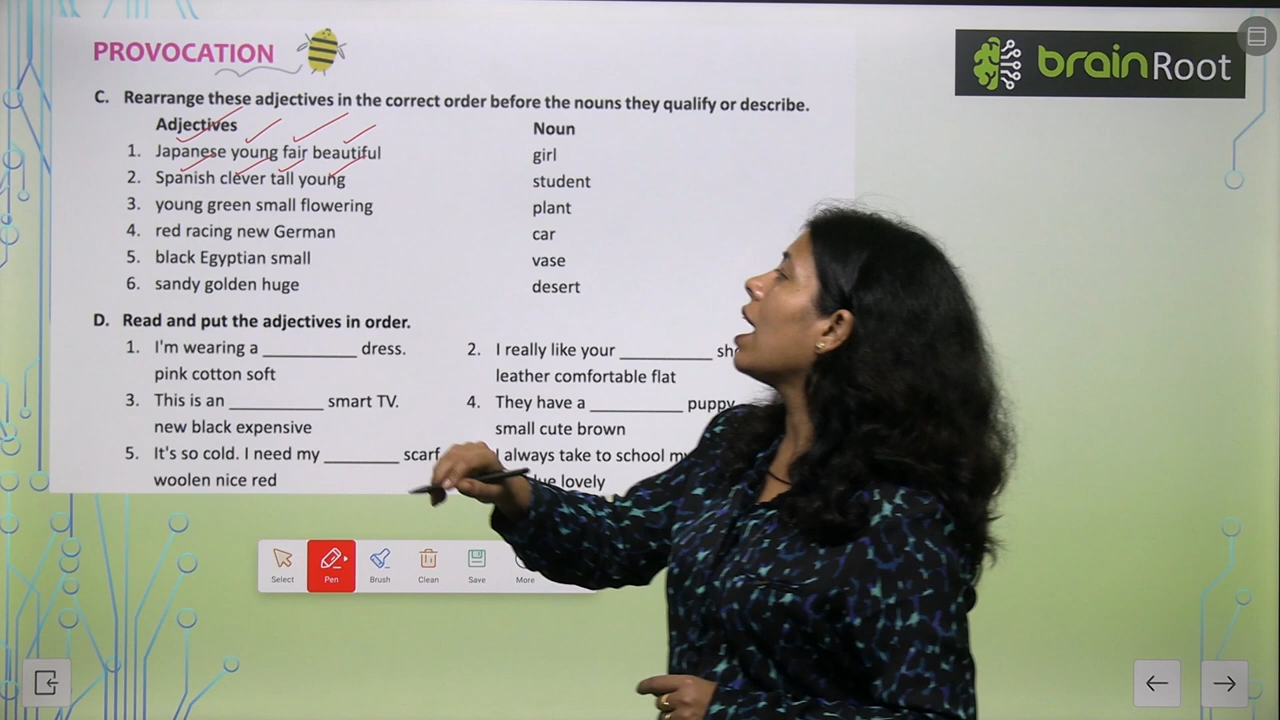 PROVOCATION
brainRoot
C. Rearrange these adjectives in the correct order before the nouns they qualify or describe.
Adjectives Noun
1. Japanese young fair beautiful girl
2. Spanish clever tall young student
3. young green small flowering plant
4. red racing new German car
5. black Egyptian small vase
6. sandy golden huge desert
D. Read and put the adjectives in order.
1. I'm wearing a __________ dress. 2. I really like your __________
pink cotton soft leather comfortable flat
3. This is an __________ smart TV. 4. They have a __________ puppy
new black expensive small cute brown
5. It's so cold. I need my ________ scarf I always take to school
woolen nice red lovely
Select Pen Brush Clean Save More